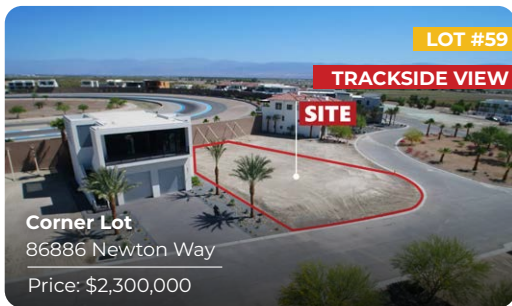 LOT #59
TRACKSIDE VIEW
SITE
Corner Lot
86886 Newton Way
Price: $2,300,000